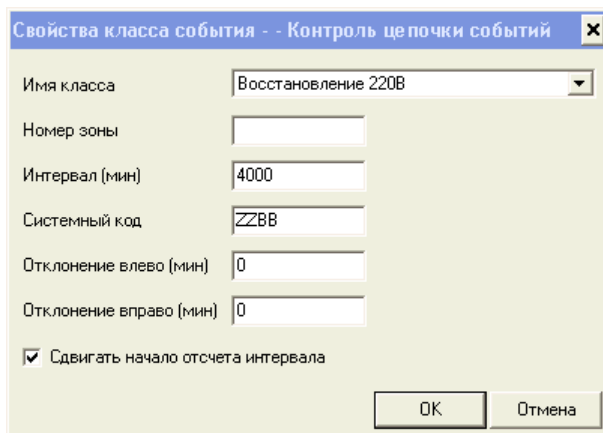 Свойства класса события - - Контроль цепочки событий
Имя класса Восстановление 220В
Номер зоны
Интервал (мин) 4000
Системный код ZZBB
Отклонение влево (мин) 0
Отклонение вправо (мин) 0
Сдвигать начало отсчета интервала
OK Отмена